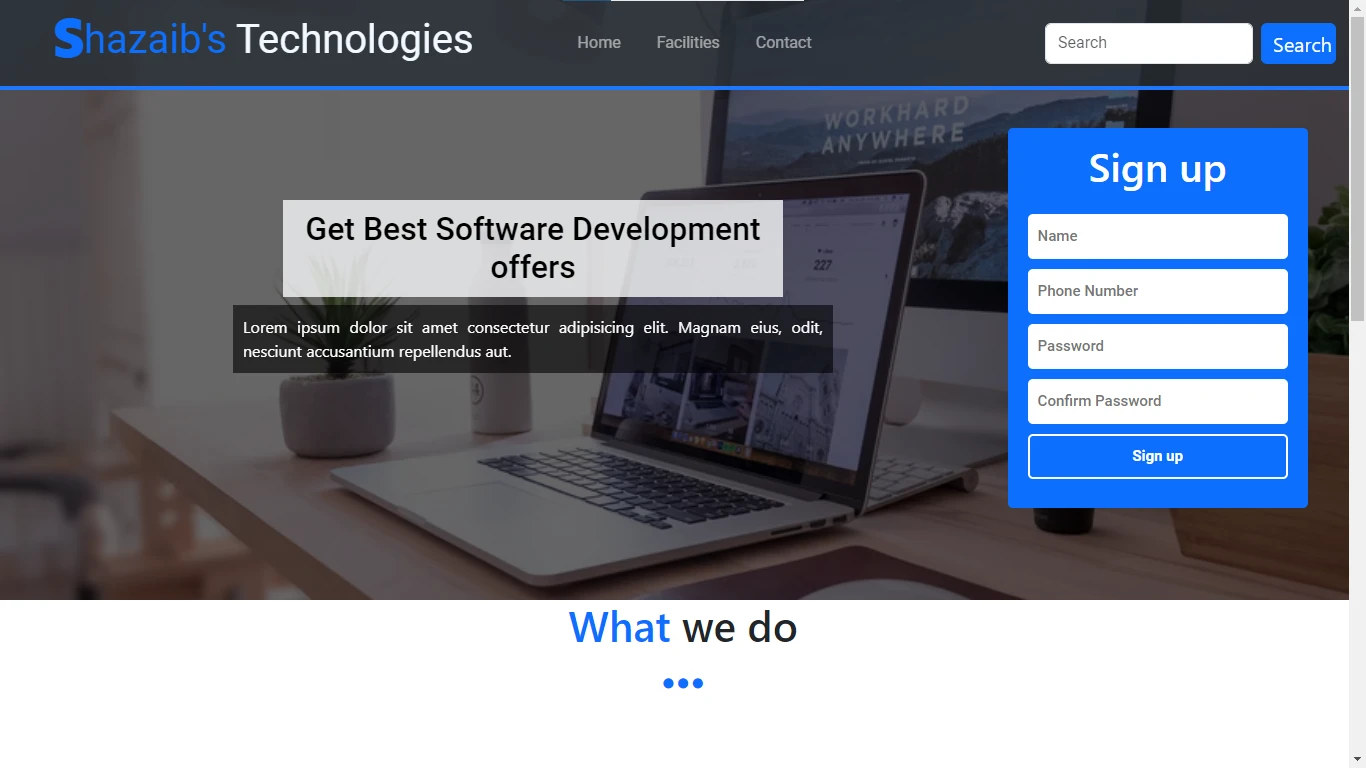 Shazaib's Technologies
Home Facilities Contact
Search Search
WORKHARD
ANYWHERE
Sign up
Get Best Software Development
offers
Name
227
Phone Number
Lorem ipsum dolor sit amet consectetur adipisicing elit. Magnam eius, odit,
nesciunt accusantium repellendus aut.
Password
Confirm Password
Sign up
What we do